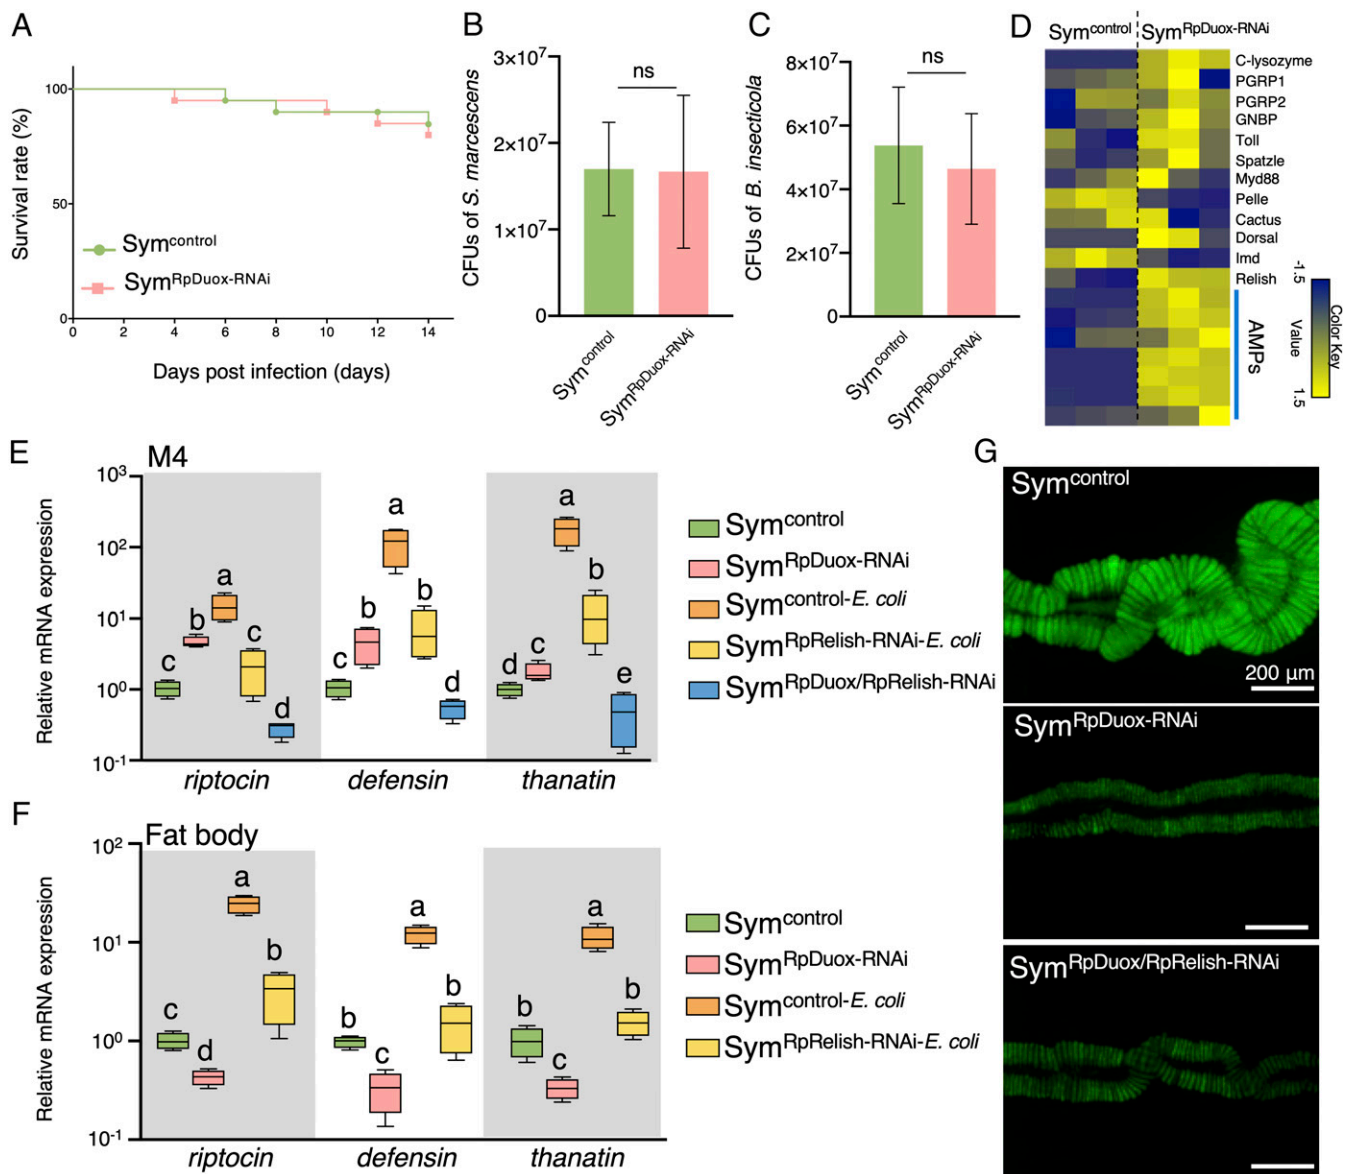 A
Survival rate (%)
100
50
0
0 2 4 6 8 10 12 14
Days post infection (days)
Sym^control
Sym^RpDuox-RNAi
B
CFUs of S. marcescens
3×10^7
2×10^7
1×10^7
0
ns
Sym^control
Sym^RpDuox-RNAi
C
CFUs of B. insecticola
8×10^7
6×10^7
4×10^7
2×10^7
0
ns
Sym^control
Sym^RpDuox-RNAi
D
Sym^control Sym^RpDuox-RNAi
C-lysozyme
PGRP1
PGRP2
GNBP
Toll
Spatzle
Myd88
Pelle
Cactus
Dorsal
Imd
Relish
AMPs
-1.5
1.5
Color Key
Value
E
M4
Relative mRNA expression
10^3
10^2
10^1
10^0
10^-1
c b a c d
c b a b d
d c a b e
riptocin defensin thanatin
Sym^control
Sym^RpDuox-RNAi
Sym^control-E. coli
Sym^RpRelish-RNAi-E. coli
Sym^RpDuox/RpRelish-RNAi
F
Fat body
Relative mRNA expression
10^2
10^1
10^0
10^-1
c d a b
b c a b
b c a b
riptocin defensin thanatin
Sym^control
Sym^RpDuox-RNAi
Sym^control-E. coli
Sym^RpRelish-RNAi-E. coli
G
Sym^control
200 μm
Sym^RpDuox-RNAi
Sym^RpDuox/RpRelish-RNAi